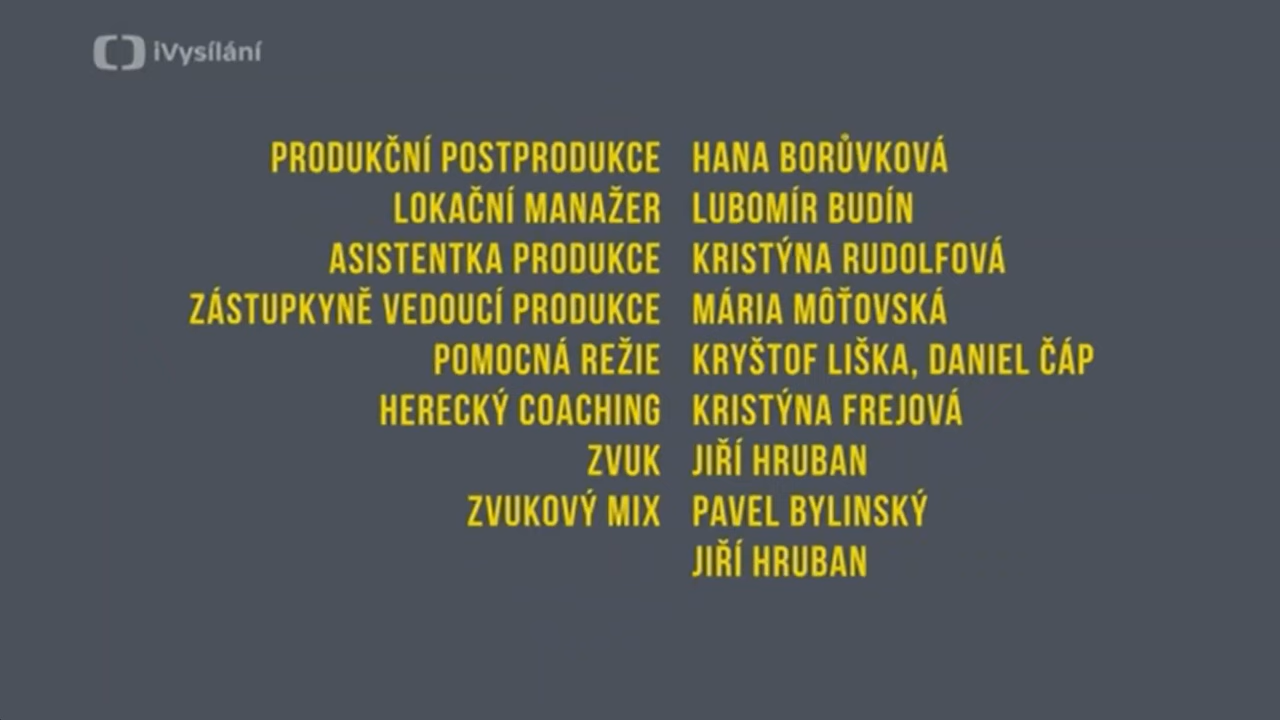 iVysílání
PRODUKČNÍ POSTPRODUKCE HANA BORŮVKOVÁ
LOKAČNÍ MANAŽER LUBOMÍR BUDÍN
ASISTENTKA PRODUKCE KRISTÝNA RUDOLFOVÁ
ZÁSTUPKYNĚ VEDOUCÍ PRODUKCE MÁRIA MÔŤOVSKÁ
POMOCNÁ REŽIE KRYŠTOF LIŠKA, DANIEL ČÁP
HERECKÝ COACHING KRISTÝNA FREJOVÁ
ZVUK JIŘÍ HRUBAN
ZVUKOVÝ MIX PAVEL BYLINSKÝ
JIŘÍ HRUBAN